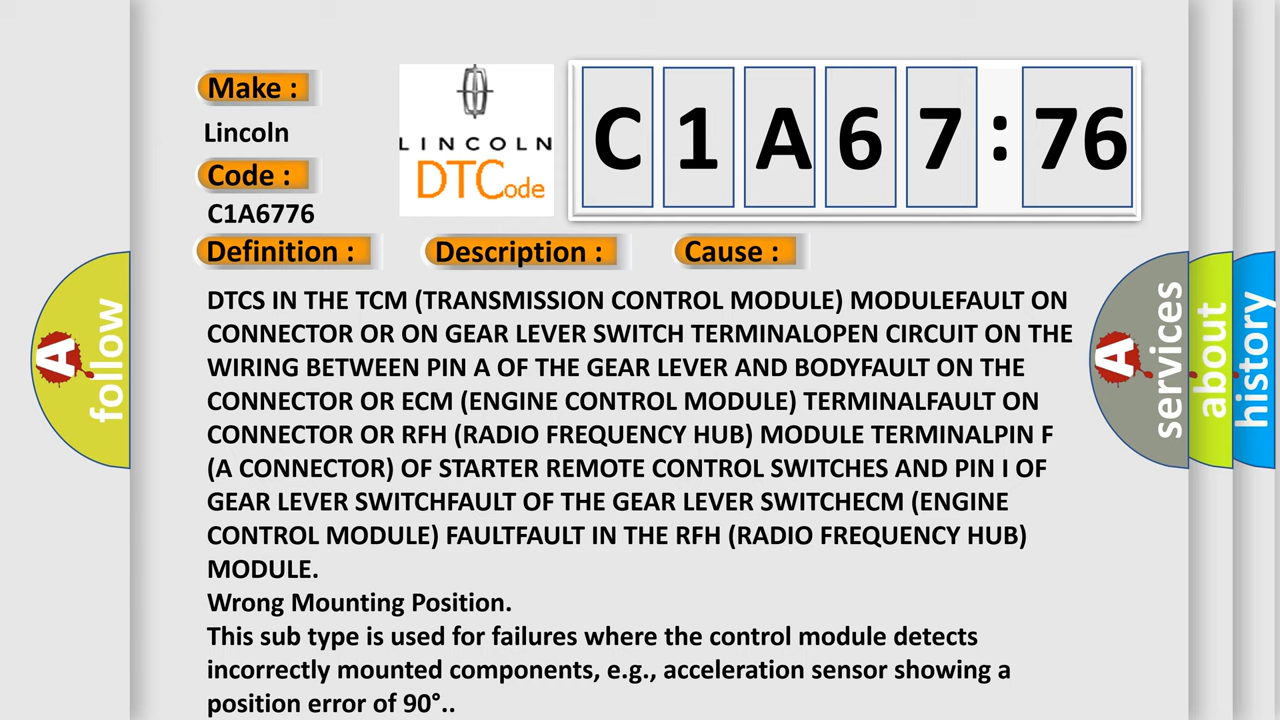 Make :
Lincoln
Code :
C1A6776
LINCOLN
DTCode
C1A67:76
Definition :
Description :
Cause :
DTCS IN THE TCM (TRANSMISSION CONTROL MODULE) MODULEFAULT ON
CONNECTOR OR ON GEAR LEVER SWITCH TERMINALOPEN CIRCUIT ON THE
WIRING BETWEEN PIN A OF THE GEAR LEVER AND BODYFAULT ON THE
CONNECTOR OR ECM (ENGINE CONTROL MODULE) TERMINALFAULT ON
CONNECTOR OR RFH (RADIO FREQUENCY HUB) MODULE TERMINALPIN F
(A CONNECTOR) OF STARTER REMOTE CONTROL SWITCHES AND PIN I OF
GEAR LEVER SWITCHFAULT OF THE GEAR LEVER SWITCHECM (ENGINE
CONTROL MODULE) FAULTFAULT IN THE RFH (RADIO FREQUENCY HUB)
MODULE.
Wrong Mounting Position.
This sub type is used for failures where the control module detects
incorrectly mounted components, e.g., acceleration sensor showing a
position error of 90°..
A follow
A services
about
history